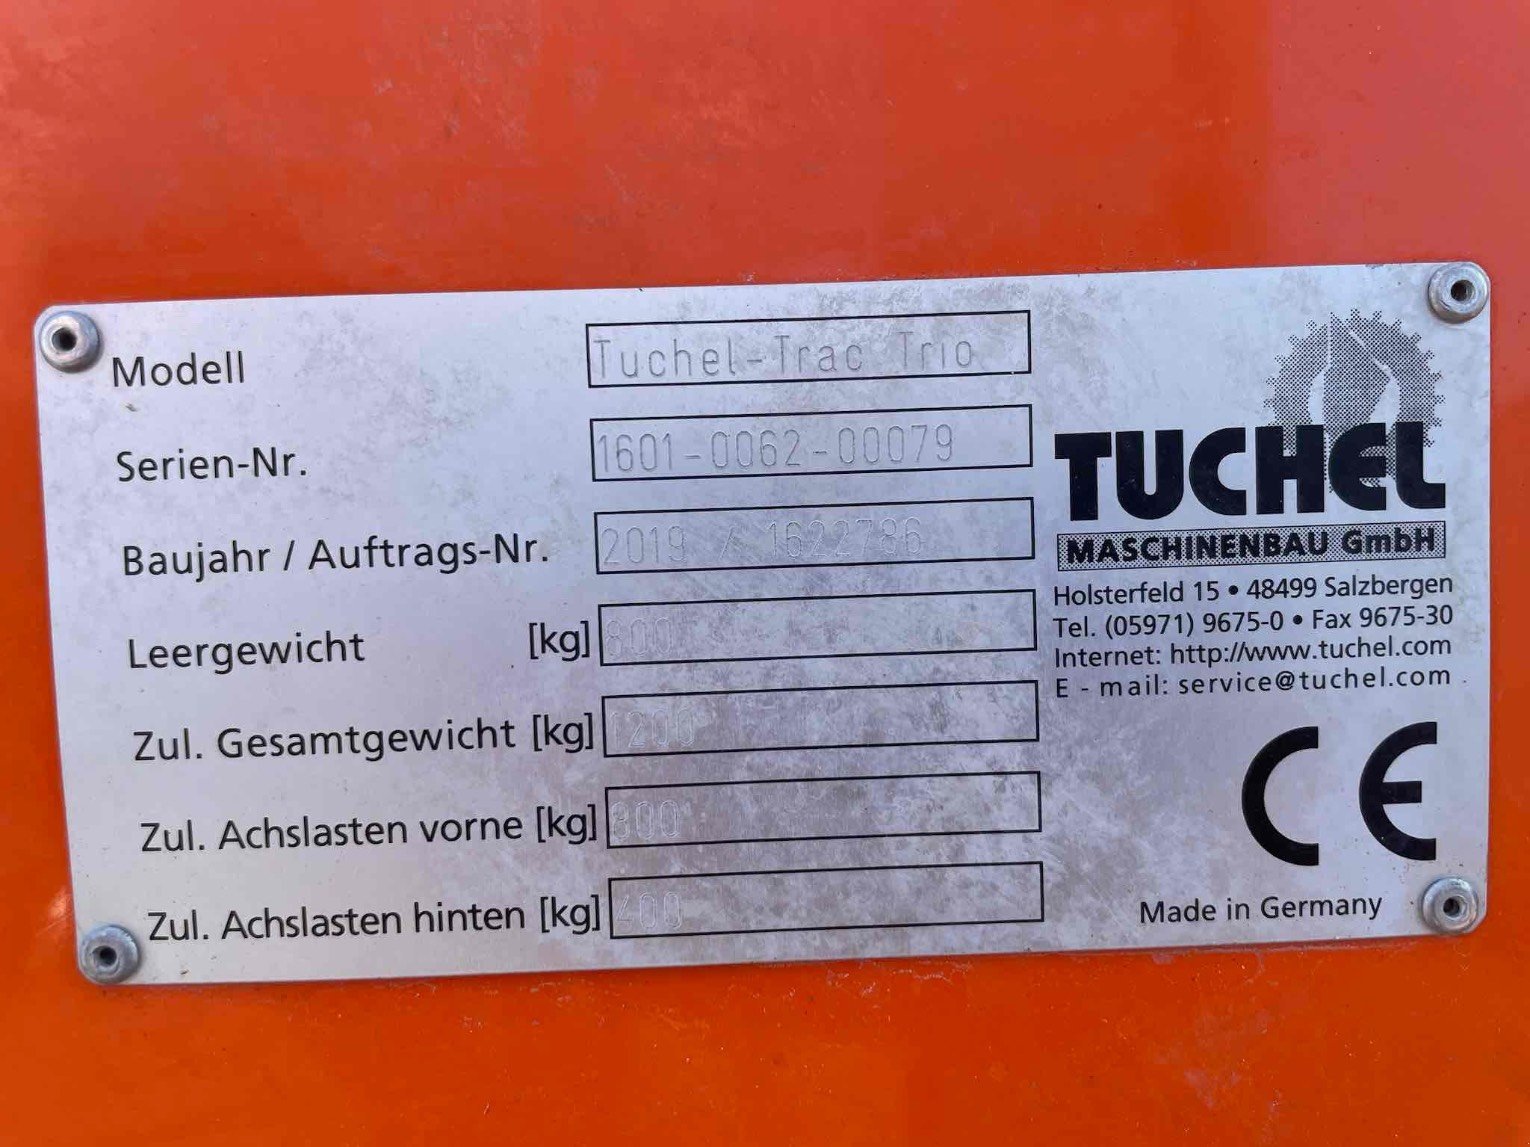 Modell Tuchel-Trac Trio
Serien-Nr. 1601-0062-00079
Baujahr / Auftrags-Nr. 2019 / 1622786
Leergewicht [kg] 800
Zul. Gesamtgewicht [kg] 1200
Zul. Achslasten vorne [kg] 800
Zul. Achslasten hinten [kg] 400
TUCHEL
MASCHINENBAU GmbH
Holsterfeld 15 • 48499 Salzbergen
Tel. (05971) 9675-0 • Fax 9675-30
Internet: http://www.tuchel.com
E - mail: service@tuchel.com
CE
Made in Germany